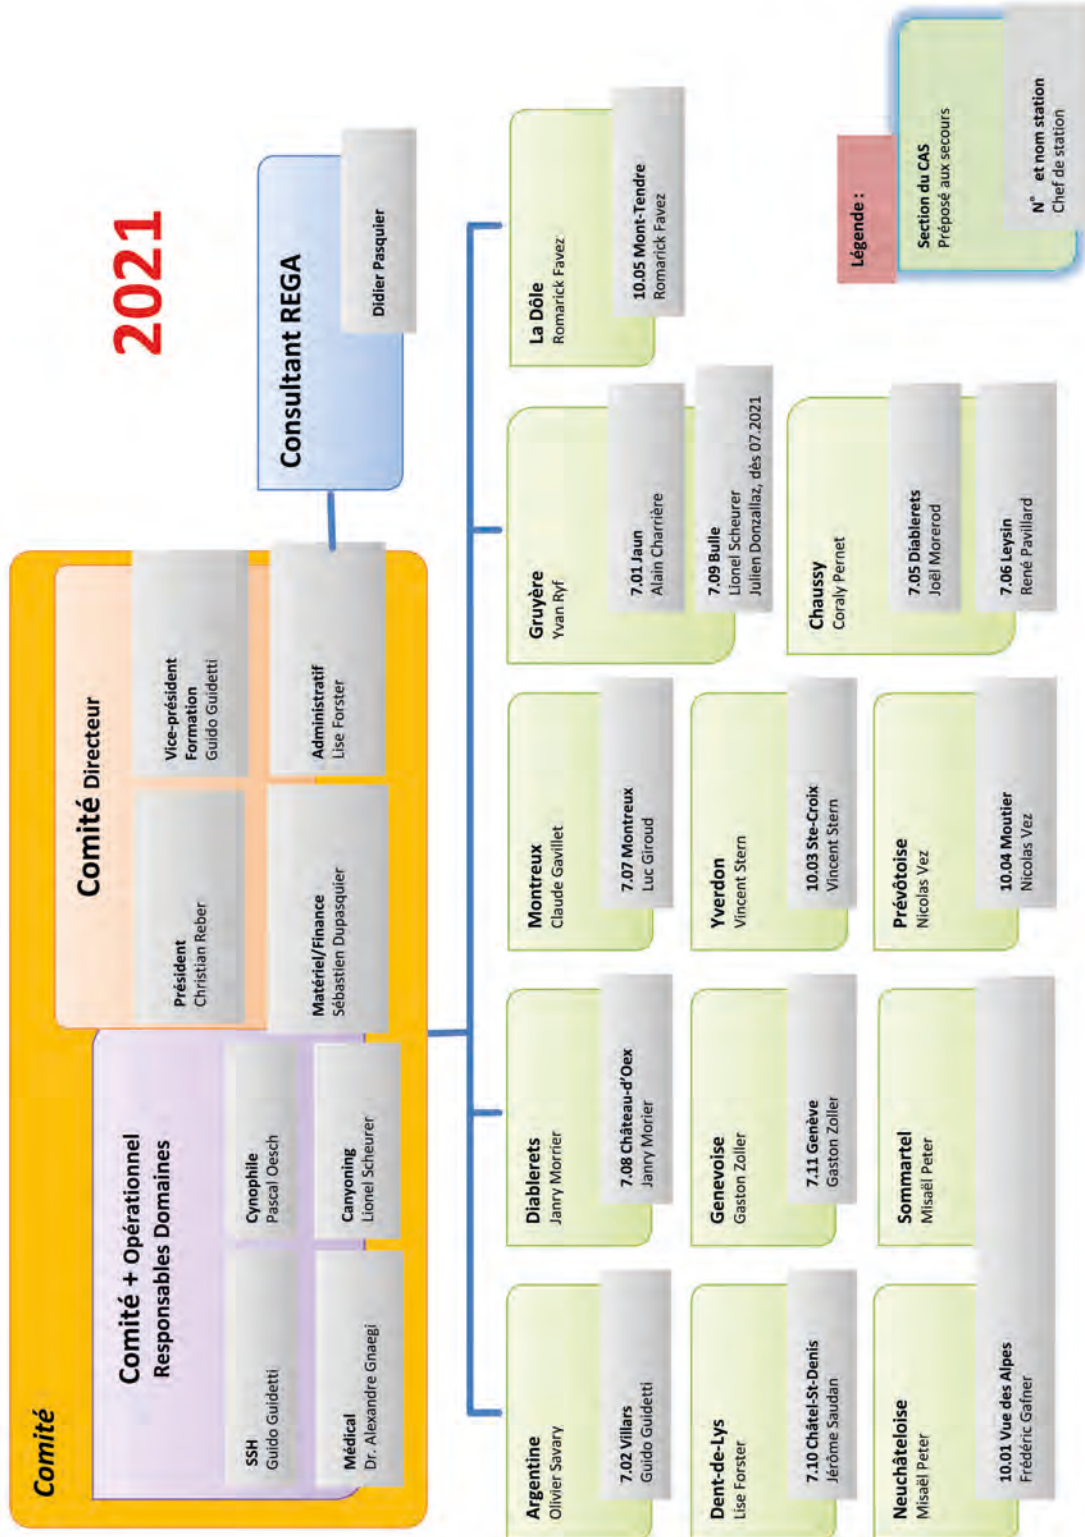 2021
Comité
Comité + Opérationnel
Responsables Domaines
SSH
Guido Guidetti
Cynophile
Pascal Oesch
Médical
Dr. Alexandre Gnaegi
Canyoning
Lionel Scheurer
Comité Directeur
Président
Christian Reber
Vice-président
Formation
Guido Guidetti
Matériel/Finance
Sébastien Dupasquier
Administratif
Lise Forster
Consultant REGA
Didier Pasquier
Argentine
Olivier Savary
7.02 Villars
Guido Guidetti
Diablerets
Janry Morrier
7.08 Château-d'Oex
Janry Morier
Montreux
Claude Gavillet
7.07 Montreux
Luc Giroud
Gruyère
Yvan Ryf
7.01 Jaun
Alain Charrière
7.09 Bulle
Lionel Scheurer
Julien Donzallaz, dès 07.2021
La Dôle
Romarick Favez
10.05 Mont-Tendre
Romarick Favez
Dent-de-Lys
Lise Forster
7.10 Châtel-St-Denis
Jérôme Saudan
Genevoise
Gaston Zoller
7.11 Genève
Gaston Zoller
Yverdon
Vincent Stern
10.03 Ste-Croix
Vincent Stern
Chaussy
Coraly Pernet
7.05 Diablerets
Joël Morerod
7.06 Leysin
René Pavillard
Neuchâteloise
Misaël Peter
Sommartel
Misaël Peter
10.01 Vue des Alpes
Frédéric Gafner
Prévôtoise
Nicolas Vez
10.04 Moutier
Nicolas Vez
Légende :
Section du CAS
Préposé aux secours
N° et nom station
Chef de station